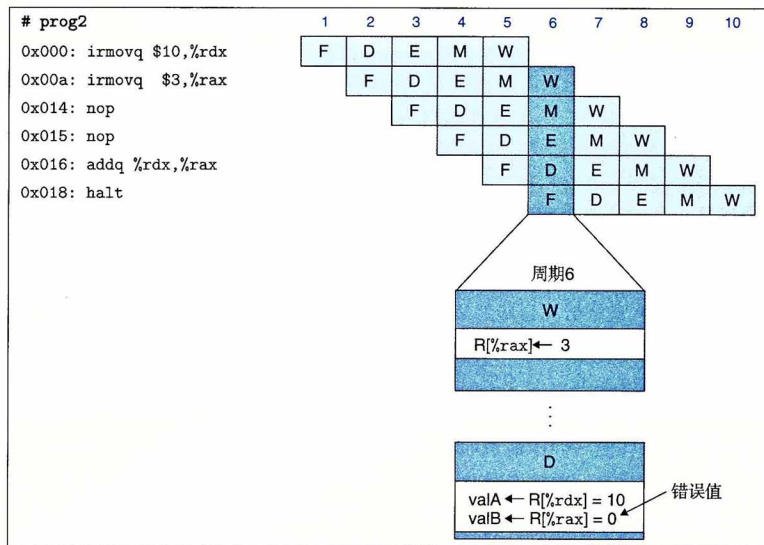 # prog2 1 2 3 4 5 6 7 8 9 10
0x000: irmovq $10,%rdx F D E M W
0x00a: irmovq $3,%rax F D E M W
0x014: nop F D E M W
0x015: nop F D E M W
0x016: addq %rdx,%rax F D E M W
0x018: halt F D E M W
周期6
W
R[%rax]← 3
⋮
D
valA ← R[%rdx] = 10
valB ← R[%rax] = 0
错误值